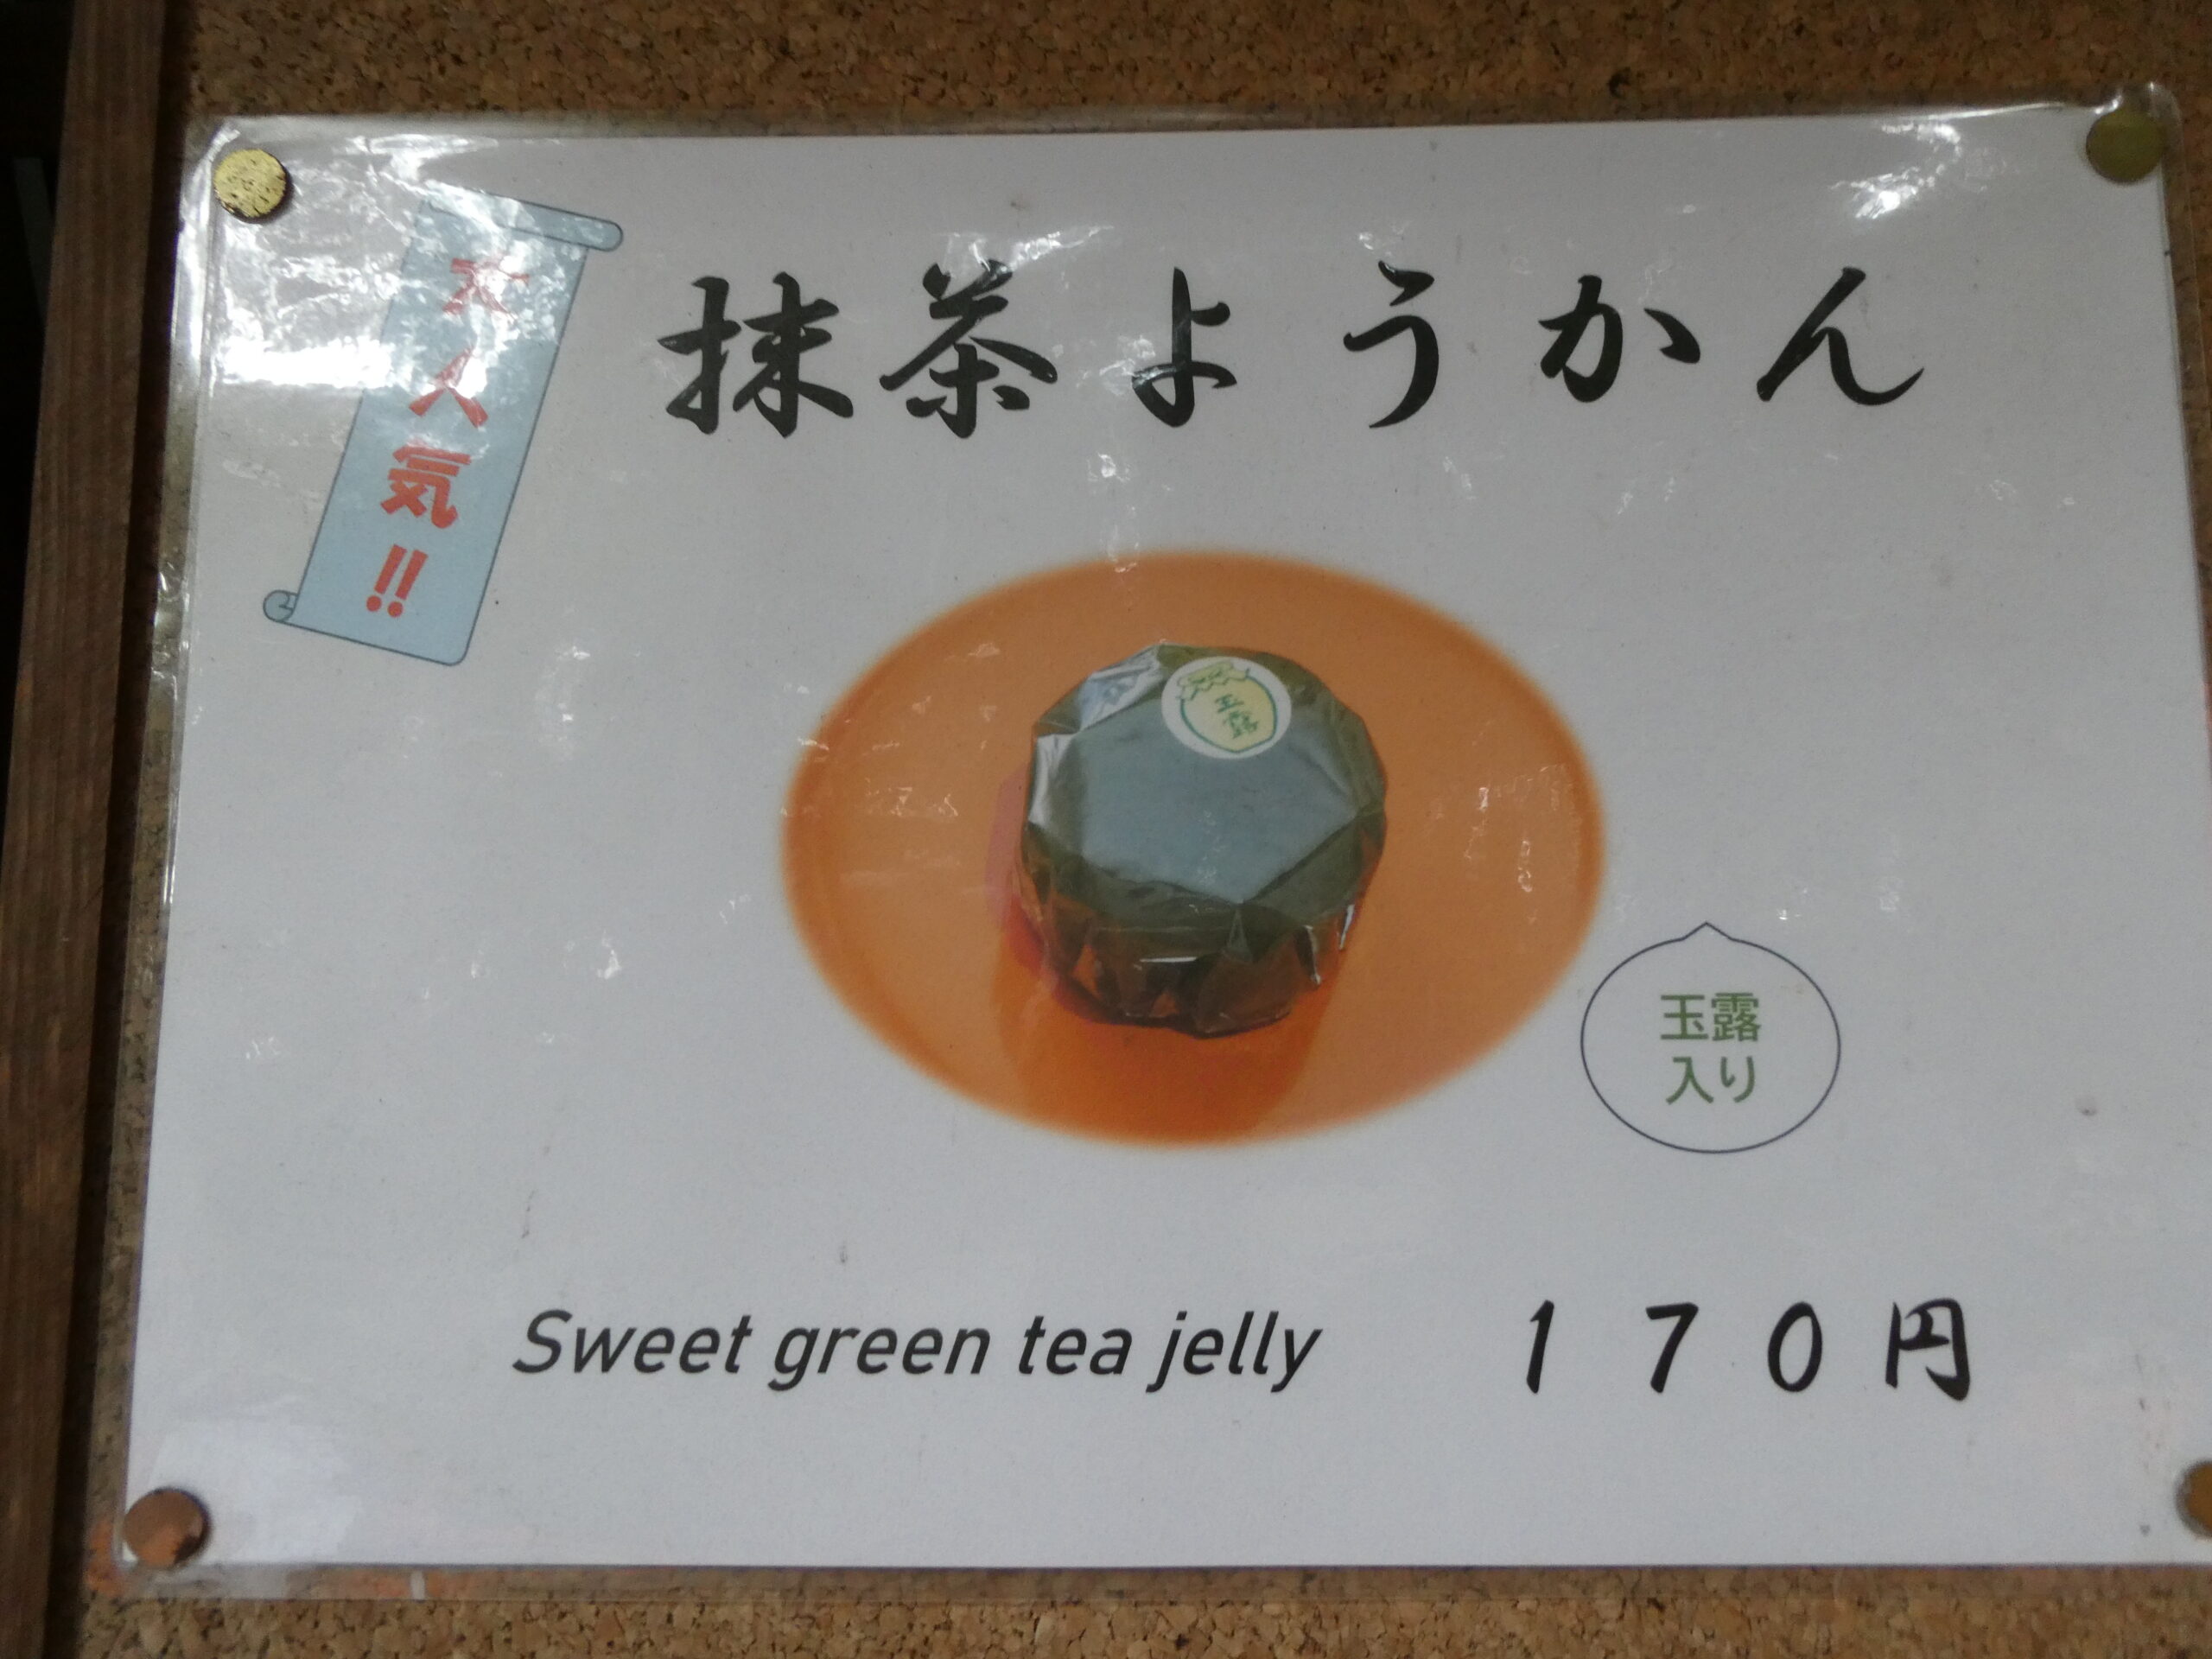 大人気!!
抹茶ようかん
玉露
玉露
入り
Sweet green tea jelly
170円